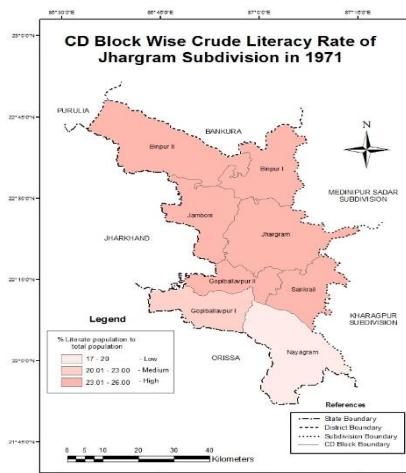 86°30'0"E
86°45'0"E
87°0'0"E
87°15'0"E
CD Block Wise Crude Literacy Rate of
Jhargram Subdivision in 1971
23°0'0"N
22°45'0"N
22°30'0"N
22°15'0"N
22°0'0"N
21°45'0"N
PURULIA
BANKURA
N
Binpur II
Binpur I
MEDINIPUR SADAR
SUBDIVISION
Jamboni
JHARKHAND
Jhargram
Gopiballavpur II
Sankrail
KHARAGPUR
SUBDIVISION
Gopiballavpur I
Nayagram
ORISSA
Legend
% Literate population to
total population
17 - 20 - Low
20.01 - 23.00 - Medium
23.01 - 26.00 - High
References
State Boundary
District Boundary
Subdivision Boundary
CD Block Boundary
0 5 10 20 30 40
Kilometers